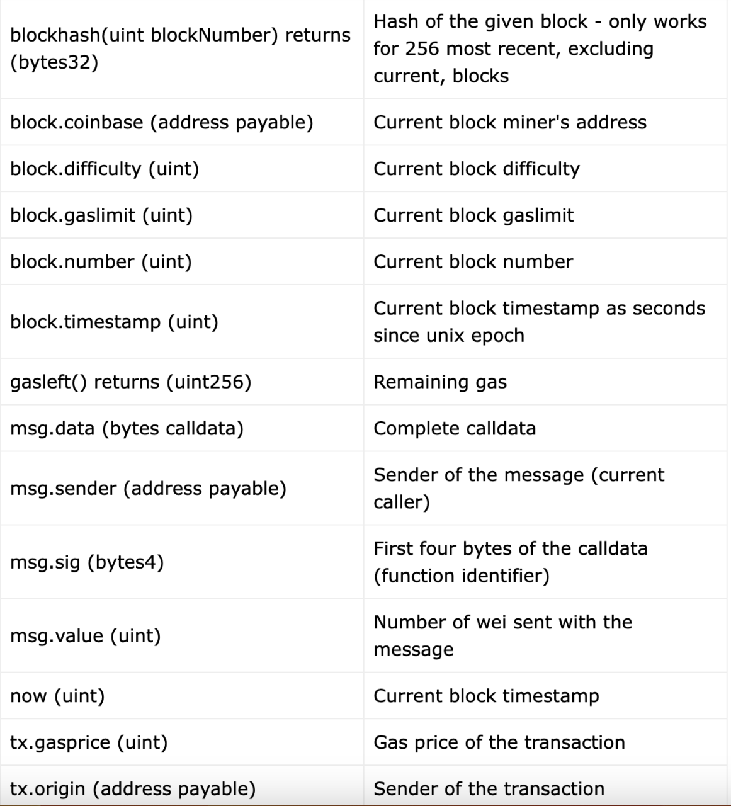 blockhash(uint blockNumber) returns
(bytes32)
Hash of the given block - only works
for 256 most recent, excluding
current, blocks
block.coinbase (address payable)
Current block miner's address
block.difficulty (uint)
Current block difficulty
block.gaslimit (uint)
Current block gaslimit
block.number (uint)
Current block number
block.timestamp (uint)
Current block timestamp as seconds
since unix epoch
gasleft() returns (uint256)
Remaining gas
msg.data (bytes calldata)
Complete calldata
msg.sender (address payable)
Sender of the message (current
caller)
msg.sig (bytes4)
First four bytes of the calldata
(function identifier)
msg.value (uint)
Number of wei sent with the
message
now (uint)
Current block timestamp
tx.gasprice (uint)
Gas price of the transaction
tx.origin (address payable)
Sender of the transaction